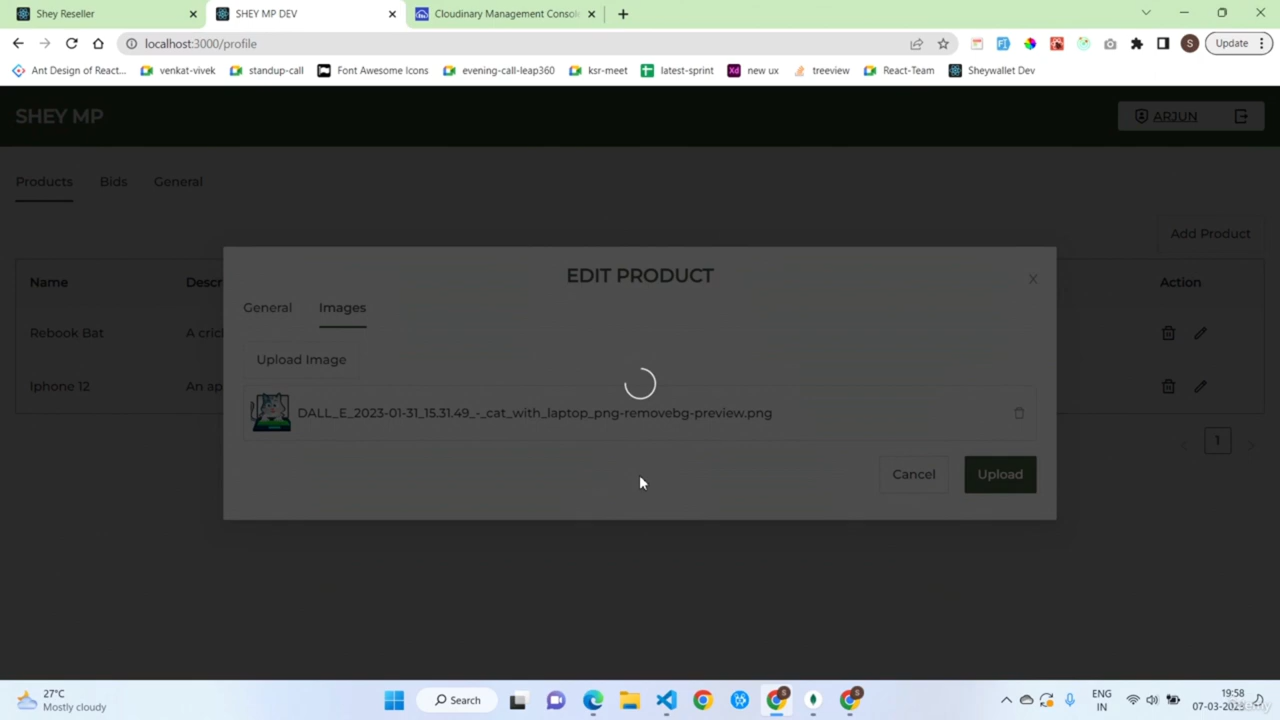 Shey Reseller
SHEY MP DEV
Cloudinary Management Consol
localhost:3000/profile
S
Update
Ant Design of React...
venkat-vivek
standup-call
Font Awesome Icons
evening-call-leap360
ksr-meet
latest-sprint
Xd
new ux
treeview
React-Team
Sheywallet Dev
SHEY MP
ARJUN
Products
Bids
General
Add Product
Name
Descr
Action
Rebook Bat
A cric
Iphone 12
An ap
1
EDIT PRODUCT
General
Images
Upload Image
DALL_E_2023-01-31_15.31.49_-_cat_with_laptop_png-removebg-preview.png
Cancel
Upload
27°C
Mostly cloudy
Search
ENG
IN
19:58
07-03-2023